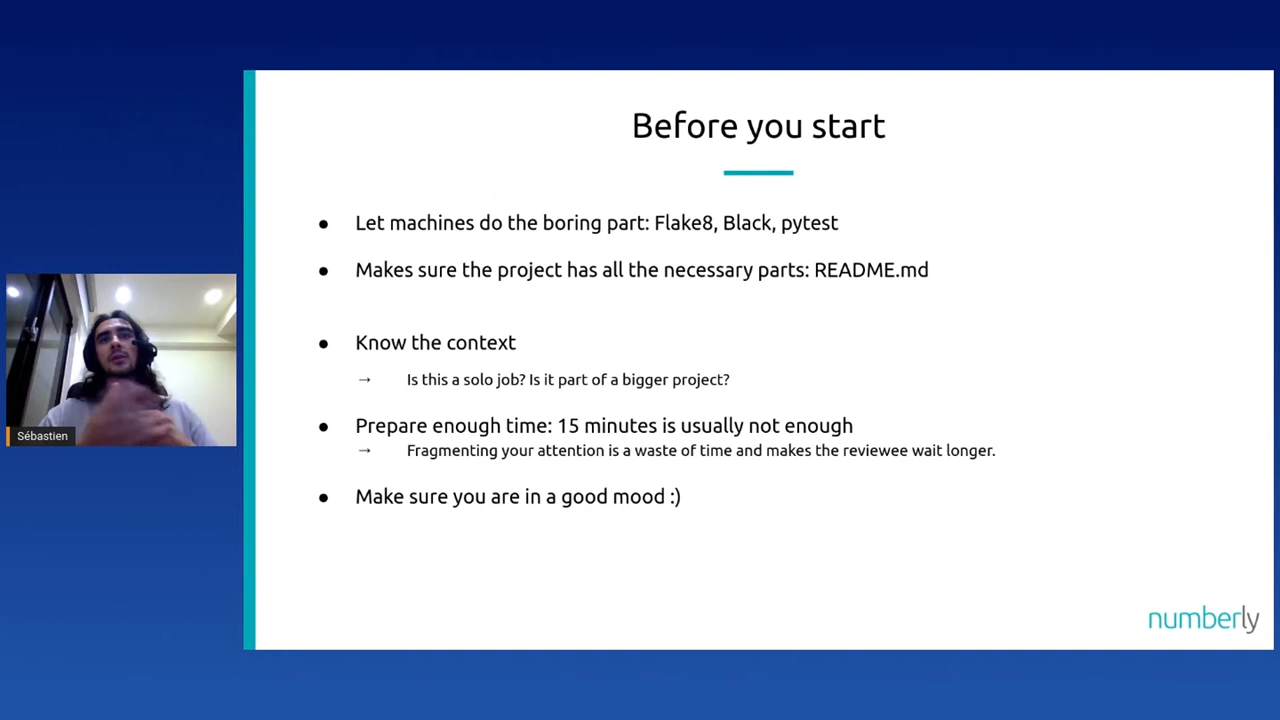 Before you start
● Let machines do the boring part: Flake8, Black, pytest
● Makes sure the project has all the necessary parts: README.md
● Know the context
→ Is this a solo job? Is it part of a bigger project?
● Prepare enough time: 15 minutes is usually not enough
→ Fragmenting your attention is a waste of time and makes the reviewee wait longer.
● Make sure you are in a good mood :)
Sébastien
numberly